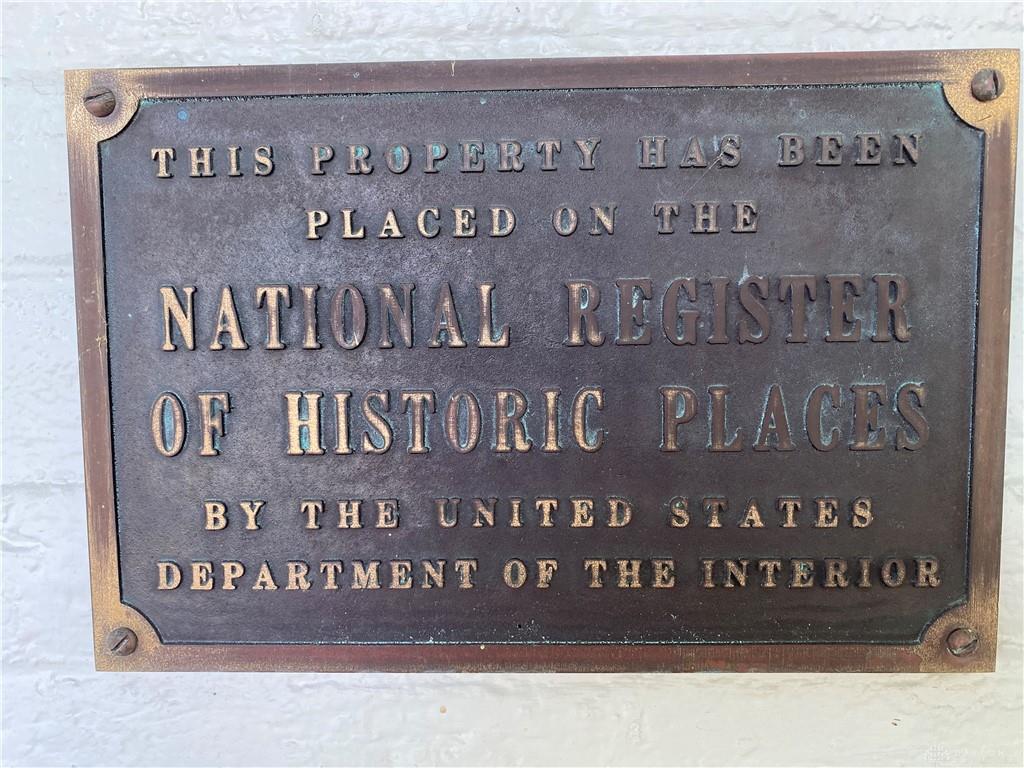 THIS PROPERTY HAS BEEN
PLACED ON THE
NATIONAL REGISTER
OF HISTORIC PLACES
BY THE UNITED STATES
DEPARTMENT OF THE INTERIOR